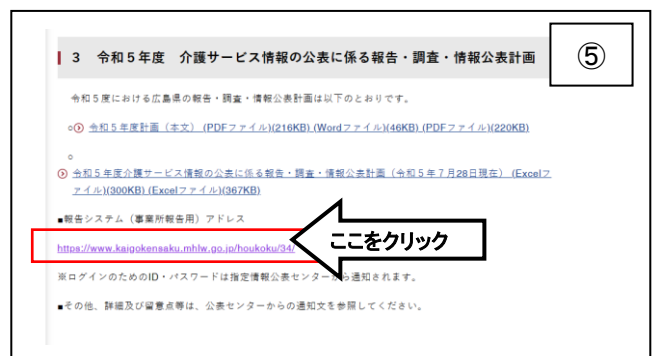 3　令和５年度　介護サービス情報の公表に係る報告・調査・情報公表計画
⑤
令和５度における広島県の報告・調査・情報公表計画は以下のとおりです。
令和５年度計画（本文） (PDFファイル)(216KB) (Wordファイル)(46KB) (PDFファイル)(220KB)
令和５年度介護サービス情報の公表に係る報告・調査・情報公表計画（令和５年７月28日現在） (Excelフ
ァイル)(300KB) (Excelファイル)(367KB)
■報告システム（事業所報告用）アドレス
https://www.kaigokensaku.mhlw.go.jp/houkoku/34/
ここをクリック
※ログインのためのID・パスワードは指定情報公表センターから通知されます。
■その他、詳細及び留意点等は、公表センターからの通知文を参照してください。